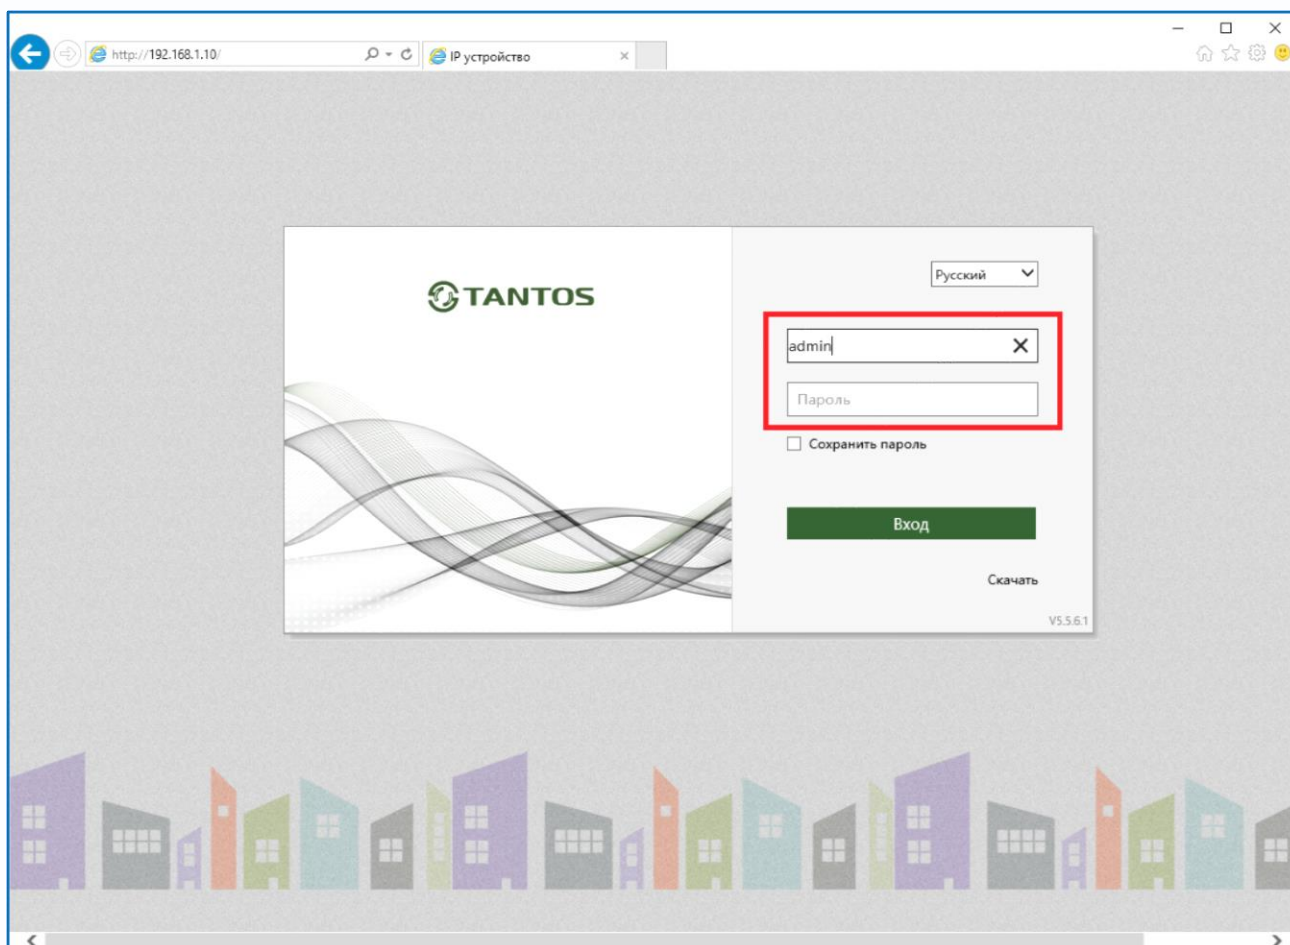 http://192.168.1.10/
IP устройство
TANTOS
Русский
admin
Пароль
Сохранить пароль
Вход
Скачать
V5.5.6.1